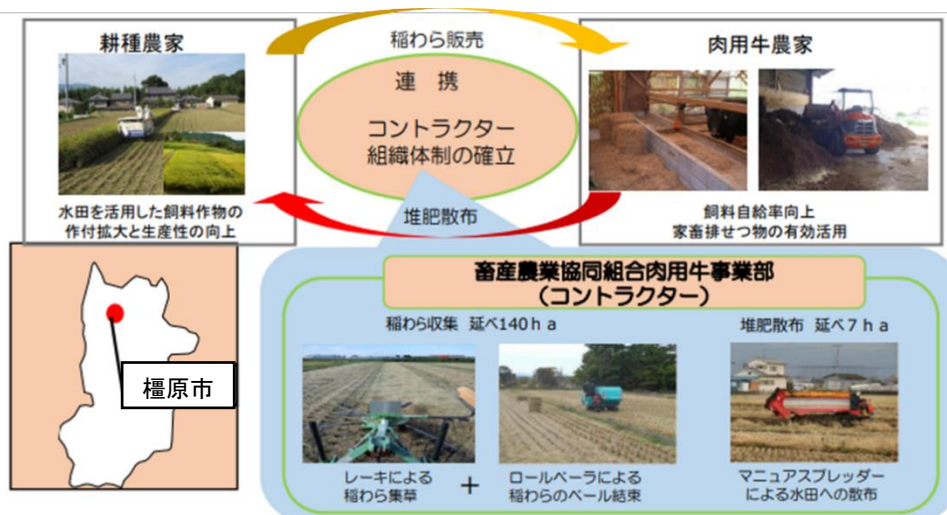 耕種農家
稲わら販売
肉用牛農家
連　携
コントラクター
組織体制の確立
水田を活用した飼料作物の
作付拡大と生産性の向上
堆肥散布
飼料自給率向上
家畜排せつ物の有効活用
畜産農業協同組合肉用牛事業部
（コントラクター）
稲わら収集　延べ140ｈａ
堆肥散布　延べ７ｈａ
橿原市
レーキによる
稲わら集草
＋
ロールベーラによる
稲わらのベール結束
マニュアスプレッダー
による水田への散布